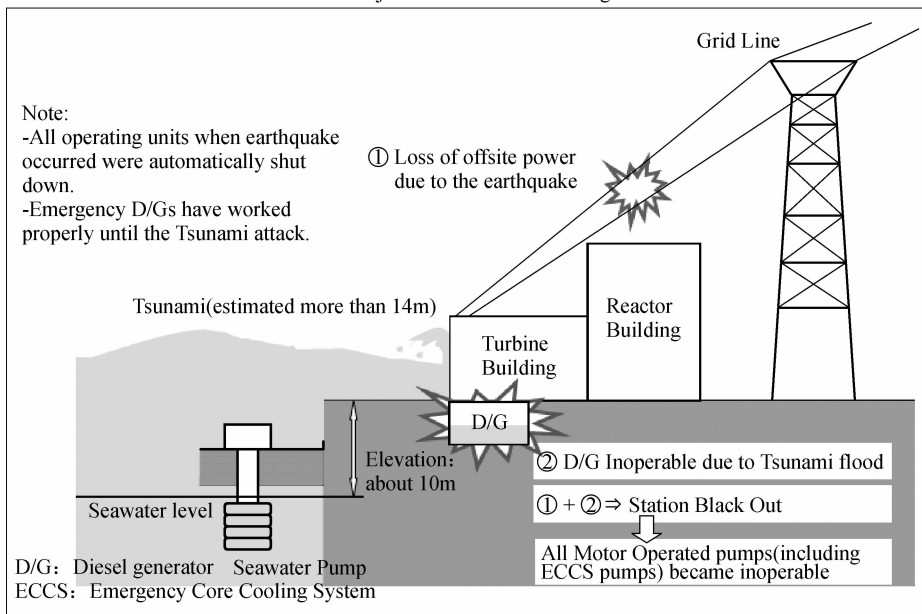 Grid Line
Note:
-All operating units when earthquake
occurred were automatically shut
down.
-Emergency D/Gs have worked
properly until the Tsunami attack.
① Loss of offsite power
due to the earthquake
Tsunami(estimated more than 14m)
Turbine
Building
Reactor
Building
D/G
Elevation：
about 10m
Seawater level
Seawater Pump
② D/G Inoperable due to Tsunami flood
① + ② ⇒ Station Black Out
All Motor Operated pumps(including
ECCS pumps) became inoperable
D/G：Diesel generator
ECCS：Emergency Core Cooling System